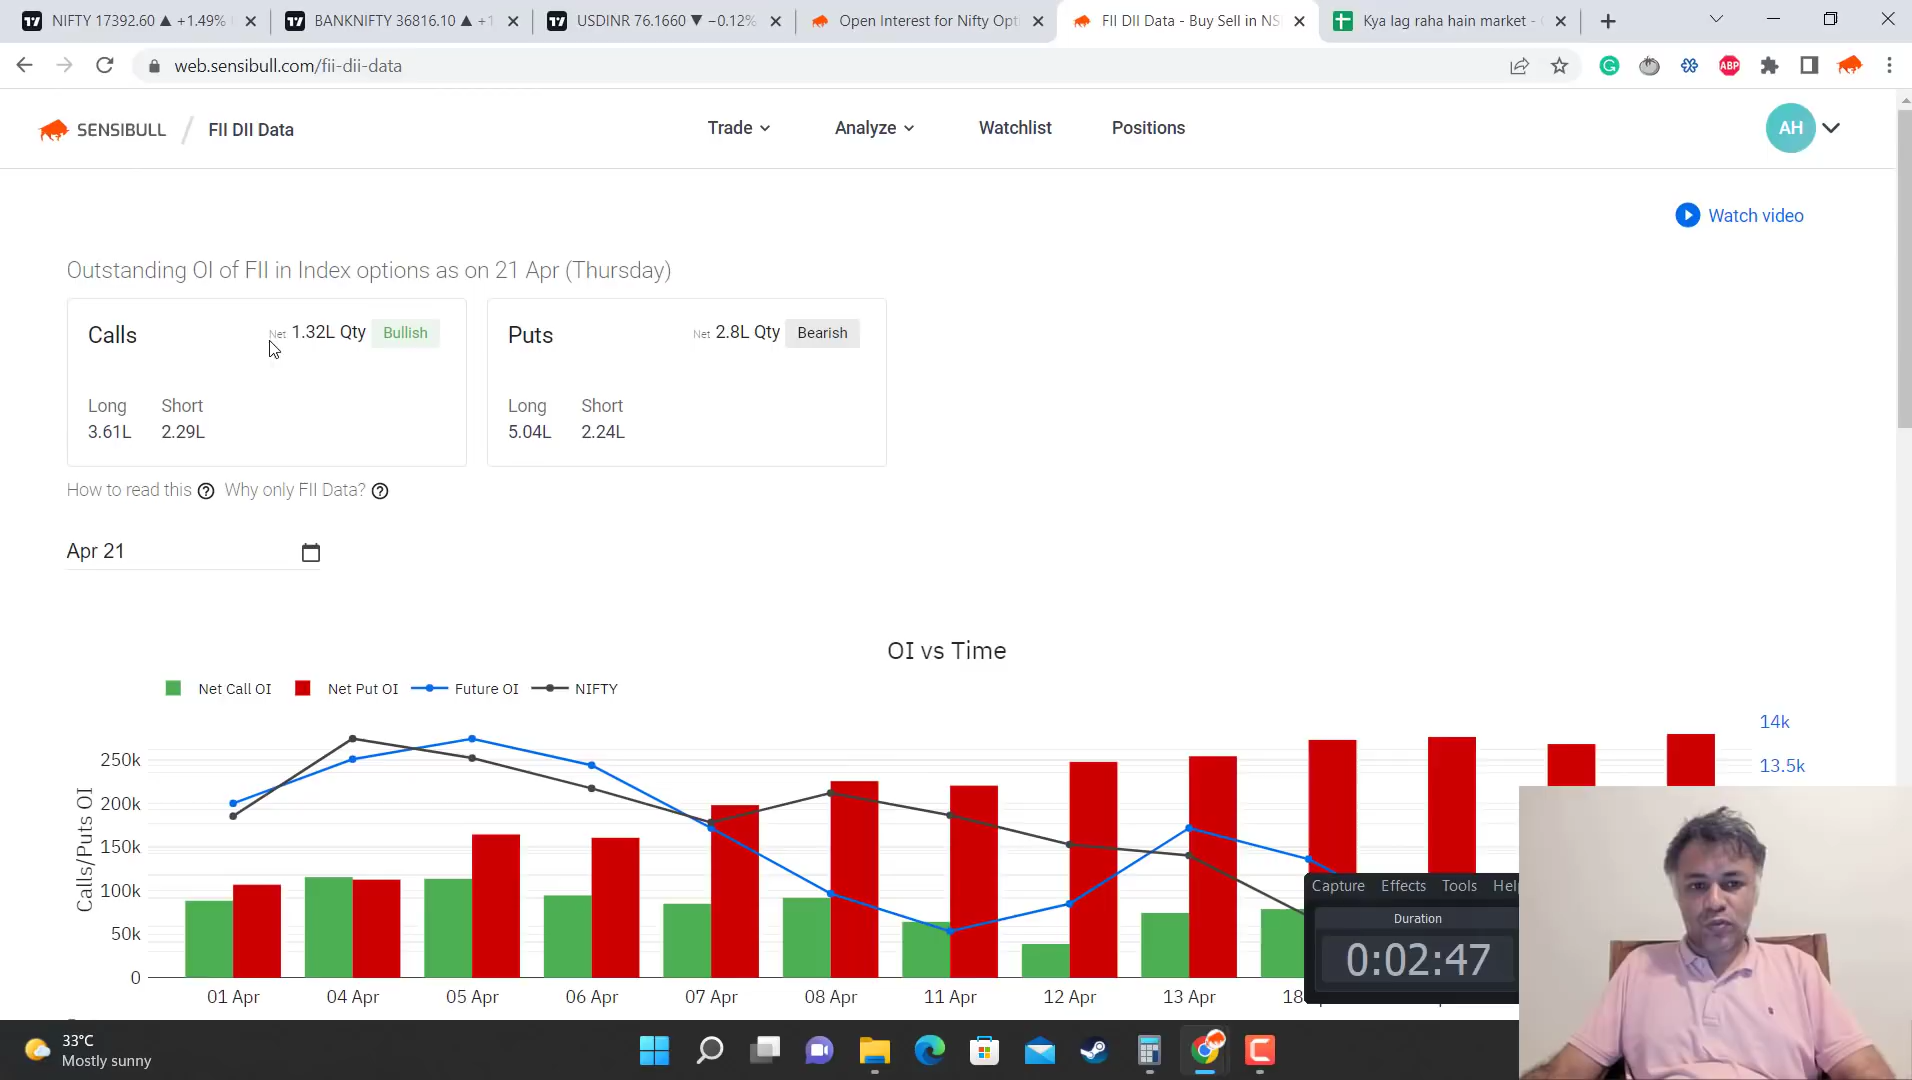 NIFTY 17392.60 ▲ +1.49%
BANKNIFTY 36816.10 ▲ +1
USDINR 76.1660 ▼ −0.12%
Open Interest for Nifty Opti
FII DII Data - Buy Sell in NS
Kya lag raha hain market -
web.sensibull.com/fii-dii-data
ABP
SENSIBULL / FII DII Data
Trade
Analyze
Watchlist
Positions
AH
Watch video
Outstanding OI of FII in Index options as on 21 Apr (Thursday)
Calls
Net 1.32L Qty Bullish
Long Short
3.61L 2.29L
Puts
Net 2.8L Qty Bearish
Long Short
5.04L 2.24L
How to read this ? Why only FII Data? ?
Apr 21
OI vs Time
Net Call OI Net Put OI Future OI NIFTY
Calls/Puts OI
250k
200k
150k
100k
50k
0
14k
13.5k
01 Apr 04 Apr 05 Apr 06 Apr 07 Apr 08 Apr 11 Apr 12 Apr 13 Apr 18
Capture Effects Tools Help
Duration
0:02:47
33°C
Mostly sunny